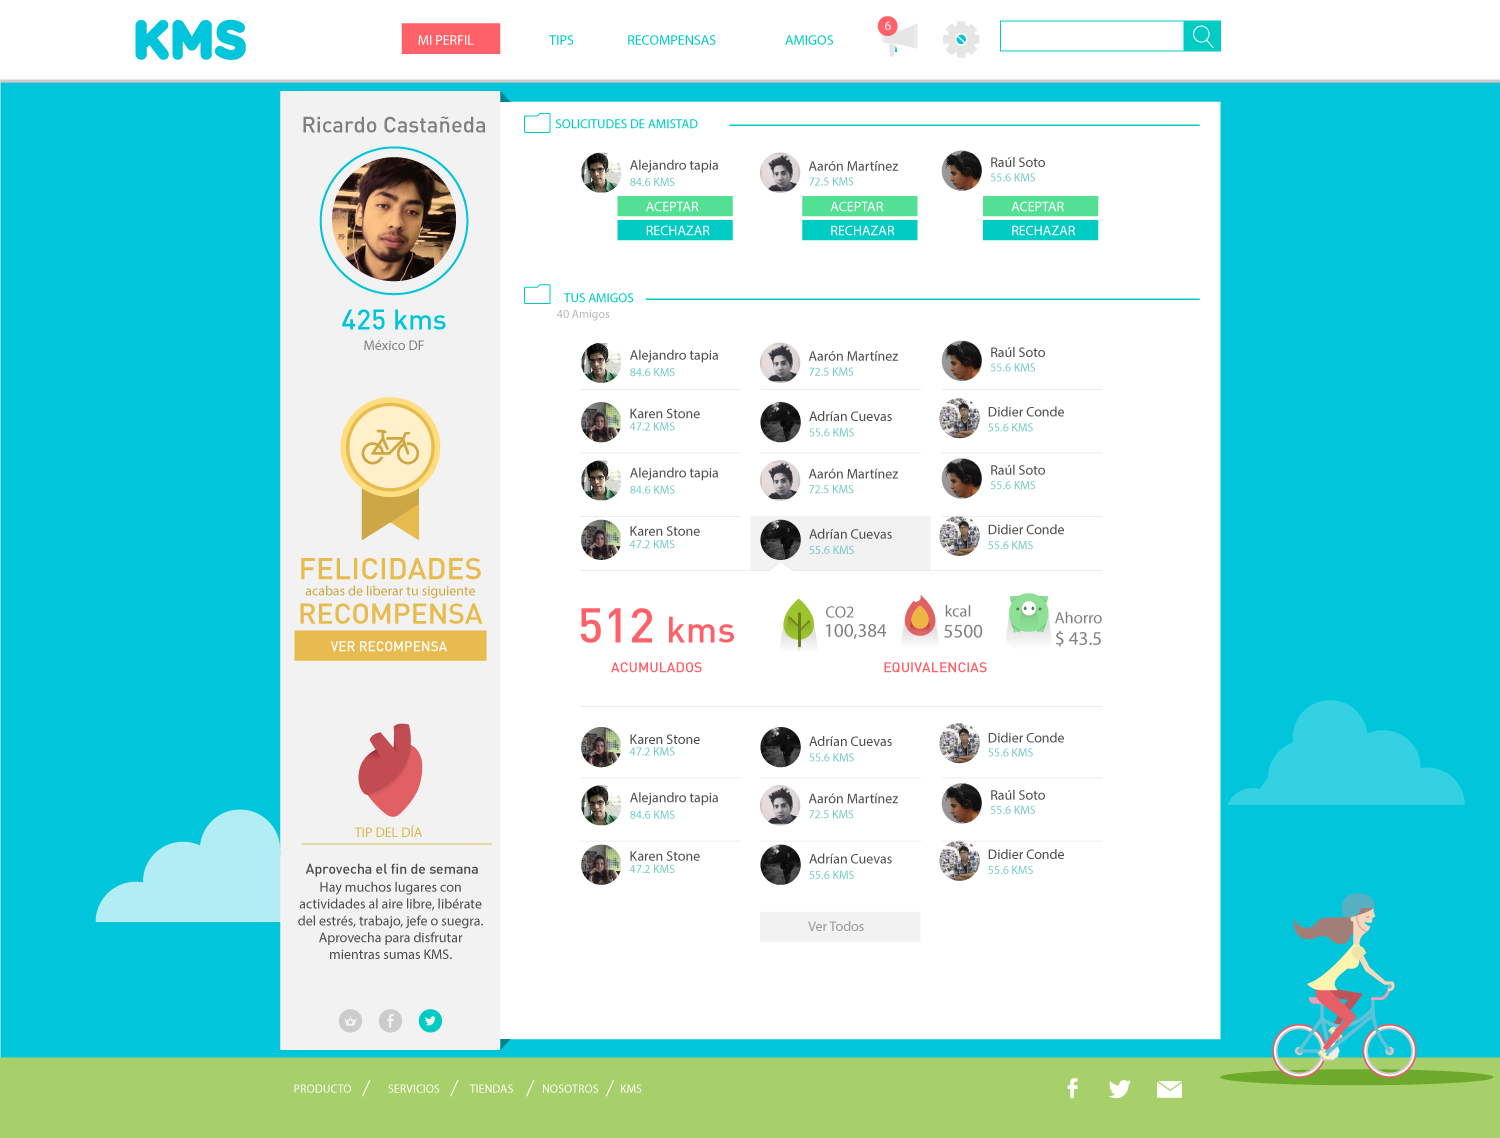 KMS
MI PERFIL
TIPS
RECOMPENSAS
AMIGOS
6
Ricardo Castañeda
425 kms
México DF
FELICIDADES
acabas de liberar tu siguiente
RECOMPENSA
VER RECOMPENSA
TIP DEL DÍA
Aprovecha el fin de semana
Hay muchos lugares con
actividades al aire libre, libérate
del estrés, trabajo, jefe o suegra.
Aprovecha para disfrutar
mientras sumas KMS.
SOLICITUDES DE AMISTAD
Alejandro tapia
84.6 KMS
ACEPTAR
RECHAZAR
Aarón Martínez
72.5 KMS
ACEPTAR
RECHAZAR
Raúl Soto
55.6 KMS
ACEPTAR
RECHAZAR
TUS AMIGOS
40 Amigos
Alejandro tapia
84.6 KMS
Aarón Martínez
72.5 KMS
Raúl Soto
55.6 KMS
Karen Stone
47.2 KMS
Adrían Cuevas
55.6 KMS
Didier Conde
55.6 KMS
Alejandro tapia
84.6 KMS
Aarón Martínez
72.5 KMS
Raúl Soto
55.6 KMS
Karen Stone
47.2 KMS
Adrían Cuevas
55.6 KMS
Didier Conde
55.6 KMS
512 kms
ACUMULADOS
CO2
100,384
kcal
5500
Ahorro
$ 43.5
EQUIVALENCIAS
Karen Stone
47.2 KMS
Adrían Cuevas
55.6 KMS
Didier Conde
55.6 KMS
Alejandro tapia
84.6 KMS
Aarón Martínez
72.5 KMS
Raúl Soto
55.6 KMS
Karen Stone
47.2 KMS
Adrían Cuevas
55.6 KMS
Didier Conde
55.6 KMS
Ver Todos
PRODUCTO / SERVICIOS / TIENDAS / NOSOTROS / KMS